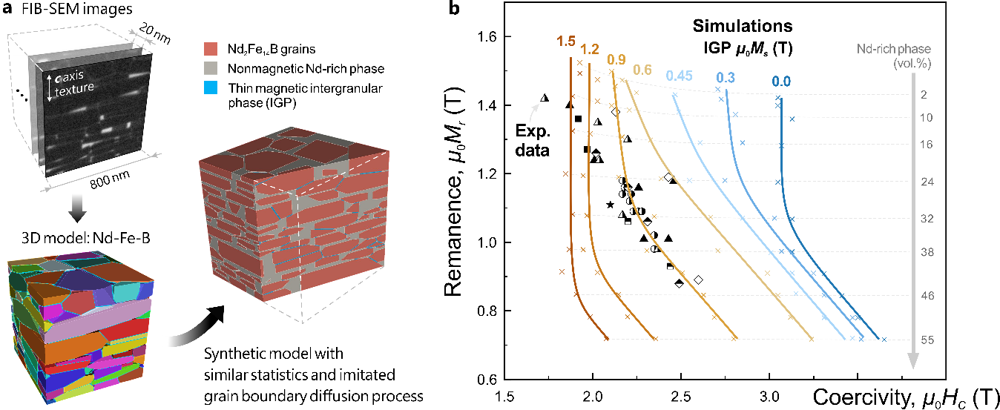 a
FIB-SEM images
20 nm
c axis
texture
800 nm
3D model: Nd-Fe-B
Nd₂Fe₁₄B grains
Nonmagnetic Nd-rich phase
Thin magnetic intergranular
phase (IGP)
Synthetic model with
similar statistics and imitated
grain boundary diffusion process
b
Simulations
IGP μ₀Mₛ (T)
Nd-rich phase
(vol.%)
1.5
1.2
0.9
0.6
0.45
0.3
0.0
Exp.
data
2
10
16
24
32
38
46
55
Remanence, μ₀Mᵣ (T)
1.6
1.4
1.2
1.0
0.8
0.6
1.5
2.0
2.5
3.0
Coercivity, μ₀H_C (T)